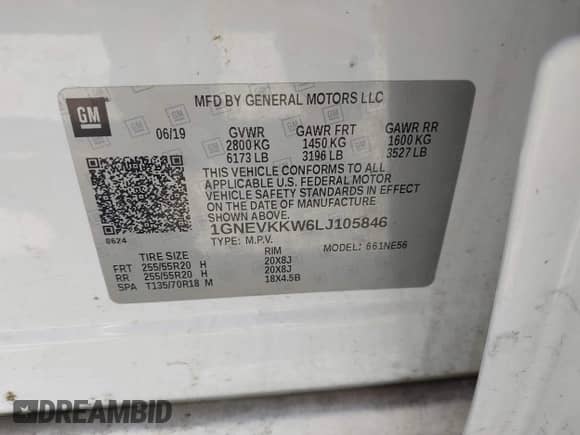 GM
MFD BY GENERAL MOTORS LLC
06/19 GVWR GAWR FRT GAWR RR
2800 KG 1450 KG 1600 KG
6173 LB 3196 LB 3527 LB
THIS VEHICLE CONFORMS TO ALL
APPLICABLE U.S. FEDERAL MOTOR
VEHICLE SAFETY STANDARDS IN EFFECT
ON THE DATE OF MANUFACTURE
SHOWN ABOVE.
1GNEVKKW6LJ105846
0624
TYPE: M.P.V. MODEL: 661NE56
TIRE SIZE RIM
FRT 255/55R20 H 20X8J
RR 255/55R20 H 20X8J
SPA T135/70R18 M 18X4.5B
DREAMBID